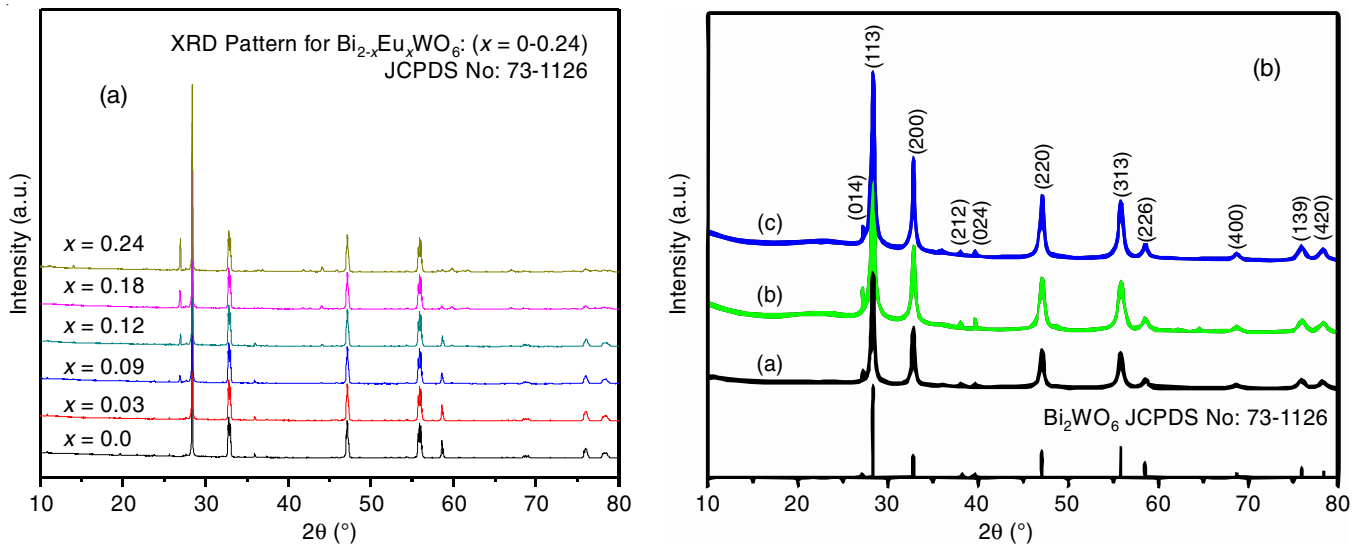 XRD Pattern for Bi₂₋ₓEuₓWO₆: (x = 0-0.24)
JCPDS No: 73-1126
(a)
Intensity (a.u.)
x = 0.24
x = 0.18
x = 0.12
x = 0.09
x = 0.03
x = 0.0
10 20 30 40 50 60 70 80
2θ (°)
(b)
Intensity (a.u.)
(014)
(113)
(200)
(212)
(024)
(220)
(313)
(226)
(400)
(139)
(420)
(c)
(b)
(a)
Bi₂WO₆ JCPDS No: 73-1126
10 20 30 40 50 60 70 80
2θ (°)